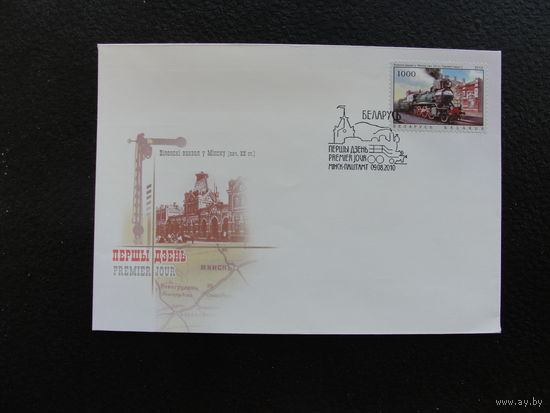 1000
БЕЛАРУСЬ BELARUS
БЕЛАРУСЬ
ПЕРШЫ ДЗЕНЬ
PREMIER JOUR
МІНСК-ПАШТАМТ 09.08.2010
Віленскі вакзал у Мінску (пач. XX ст.)
ПЕРШЫ ДЗЕНЬ
PREMIER JOUR
МИНСКЪ
www.ay.by